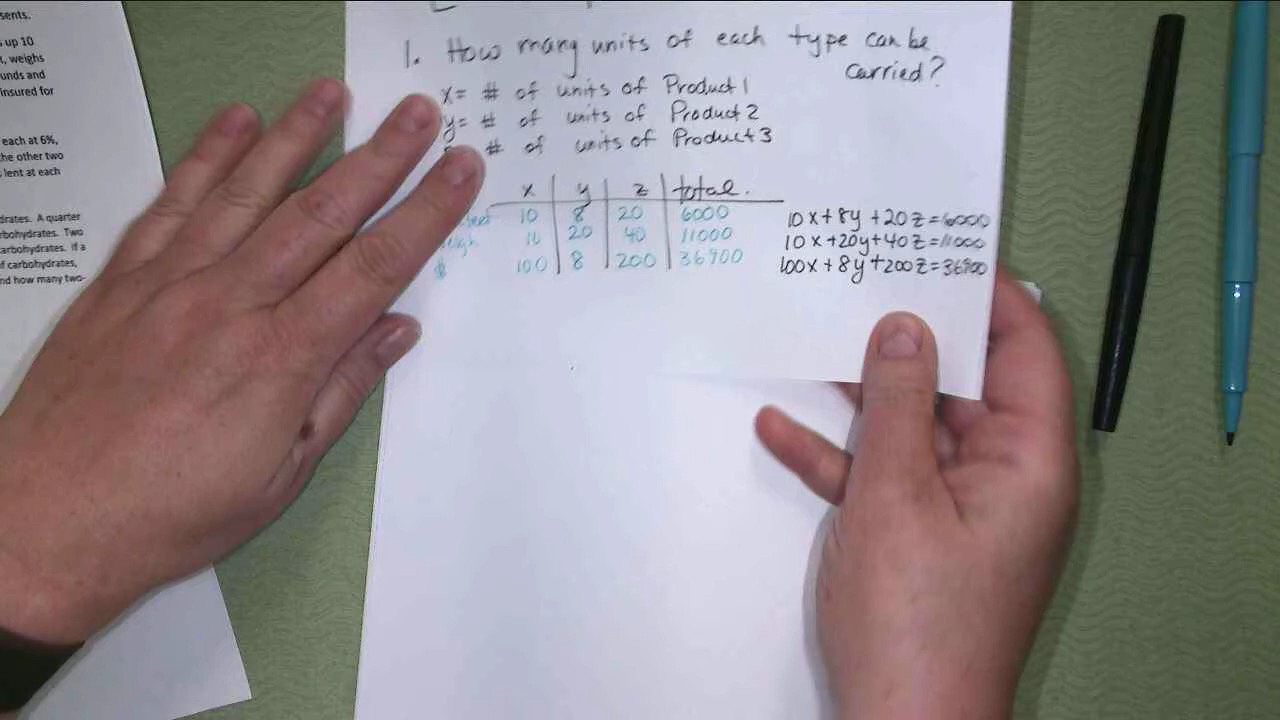 sents.
up 10
, weighs
unds and
insured for
each at 6%,
he other two
lent at each
drates. A quarter
rbohydrates. Two
arbohydrates. If a
of carbohydrates,
nd how many two-
1. How many units of each type can be
carried?
x = # of units of Product 1
y = # of units of Product 2
# of units of Product 3
x y z total.
10 8 20 6000
10 20 40 11000
$ 100 8 200 36900
10x + 8y + 20z = 6000
10x + 20y + 40z = 11000
100x + 8y + 200z = 36900